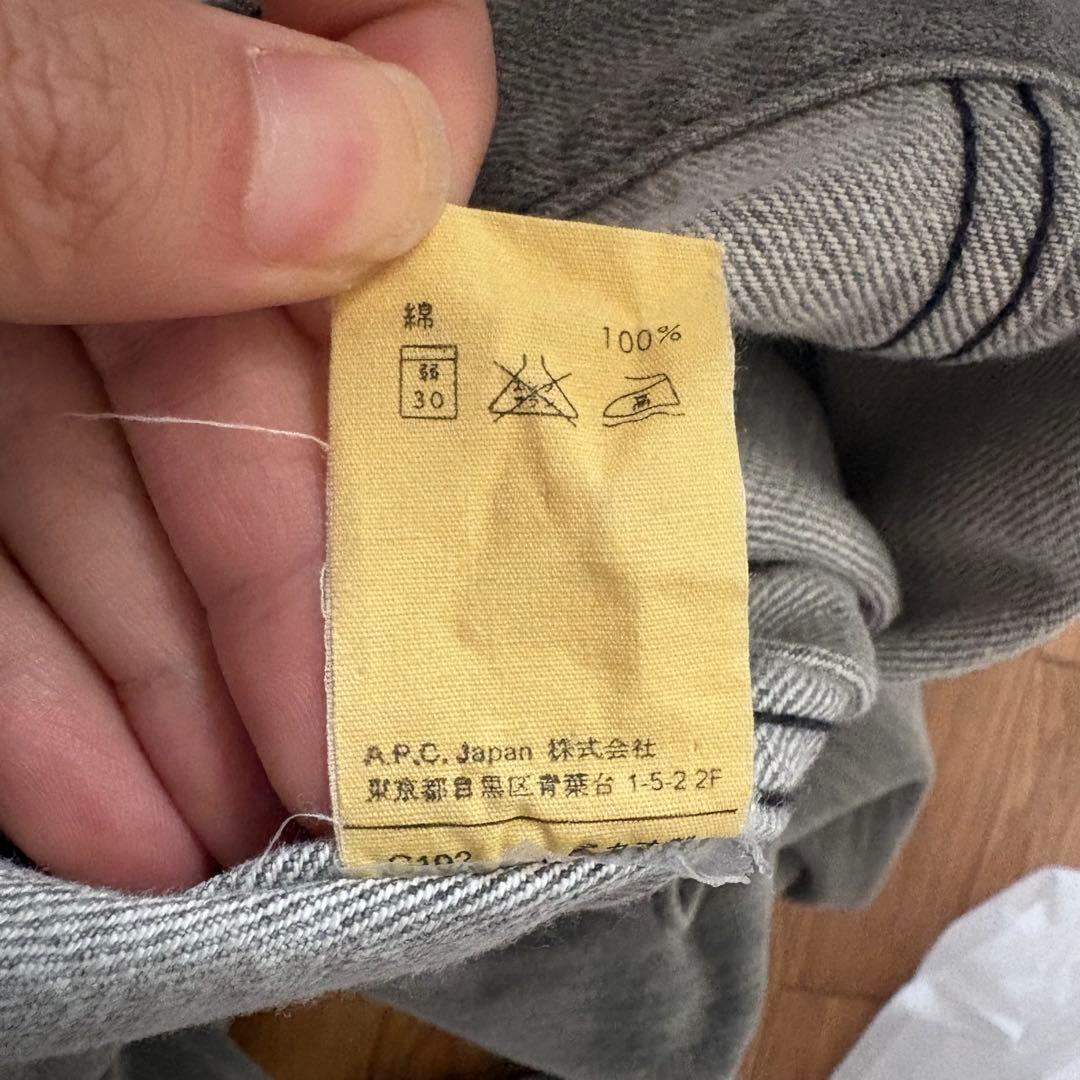 綿
100%
弱
30
高
A.P.C. Japan 株式会社
東京都目黒区青葉台 1-5-2 2F